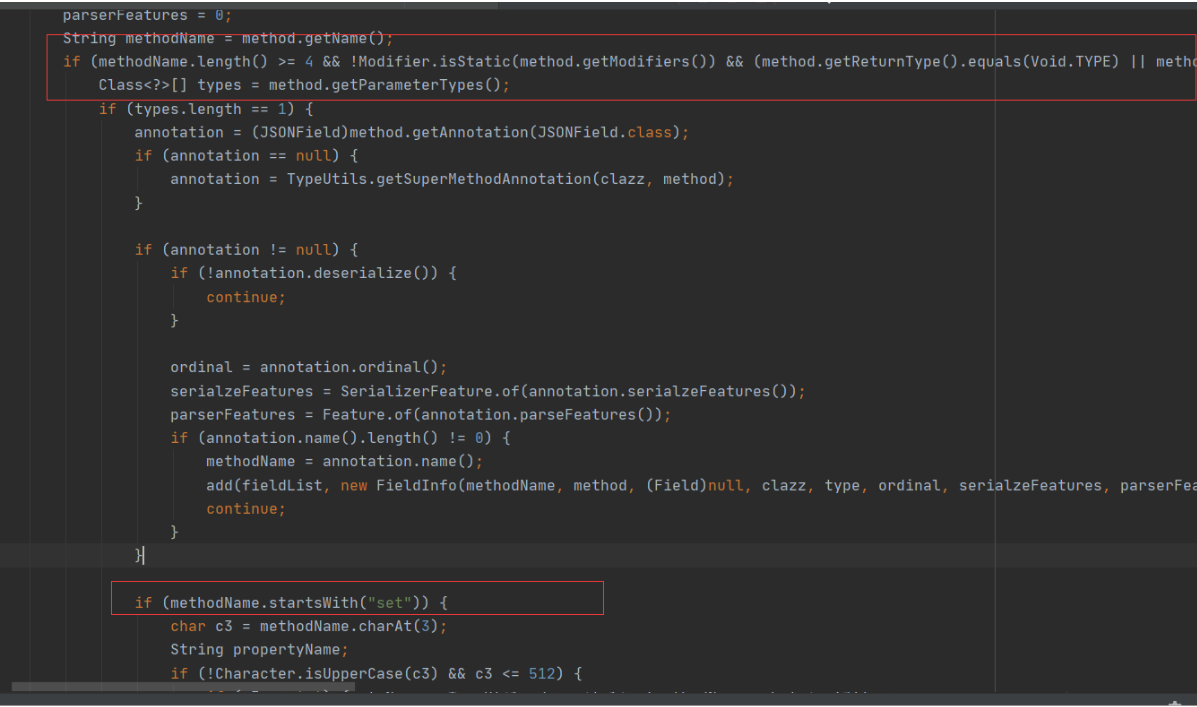 parserFeatures = 0;
String methodName = method.getName();
if (methodName.length() >= 4 && !Modifier.isStatic(method.getModifiers()) && (method.getReturnType().equals(Void.TYPE) || metho
Class<?>[] types = method.getParameterTypes();
if (types.length == 1) {
annotation = (JSONField)method.getAnnotation(JSONField.class);
if (annotation == null) {
annotation = TypeUtils.getSuperMethodAnnotation(clazz, method);
}
if (annotation != null) {
if (!annotation.deserialize()) {
continue;
}
ordinal = annotation.ordinal();
serialzeFeatures = SerializerFeature.of(annotation.serialzeFeatures());
parserFeatures = Feature.of(annotation.parseFeatures());
if (annotation.name().length() != 0) {
methodName = annotation.name();
add(fieldList, new FieldInfo(methodName, method, (Field)null, clazz, type, ordinal, serialzeFeatures, parserFea
continue;
}
}
if (methodName.startsWith("set")) {
char c3 = methodName.charAt(3);
String propertyName;
if (!Character.isUpperCase(c3) && c3 <= 512) {